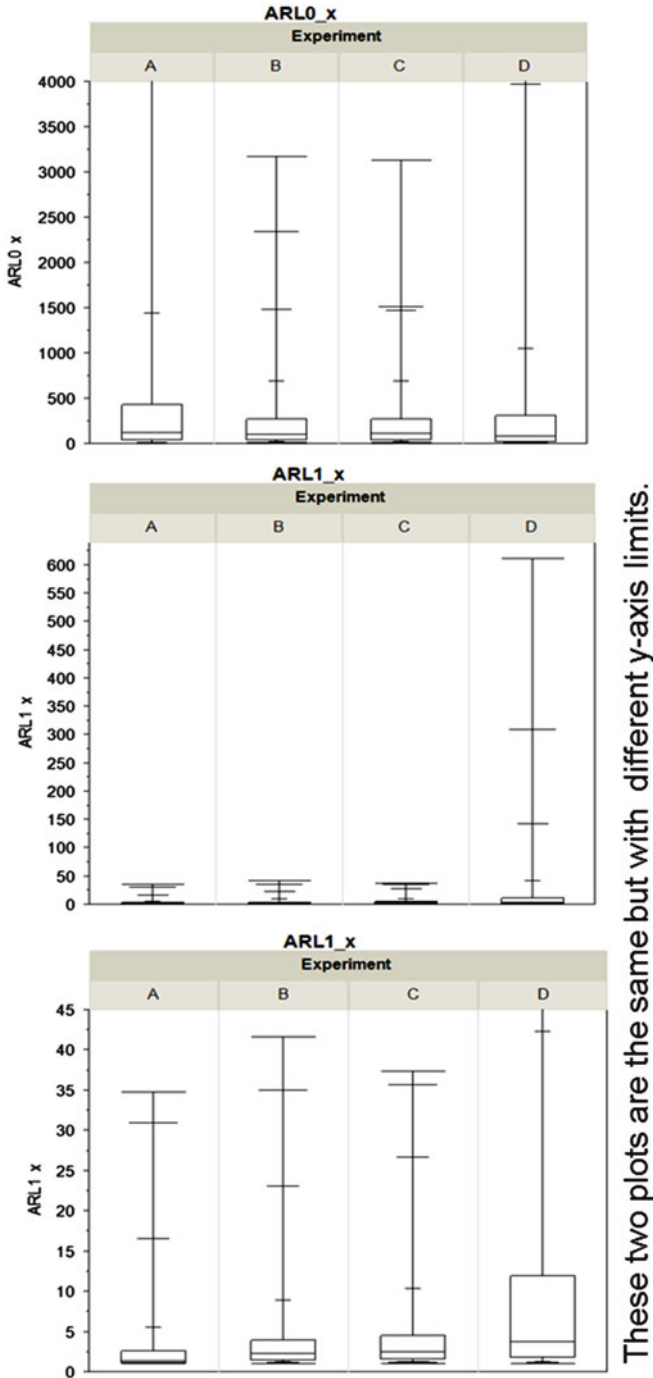 ARL0_x
Experiment
A B C D
4000
3500
3000
2500
2000
1500
1000
500
0
ARL0 x
ARL1_x
Experiment
A B C D
600
550
500
450
400
350
300
250
200
150
100
50
0
ARL1 x
ARL1_x
Experiment
A B C D
45
40
35
30
25
20
15
10
5
0
ARL1 x
These two plots are the same but with different y-axis limits.